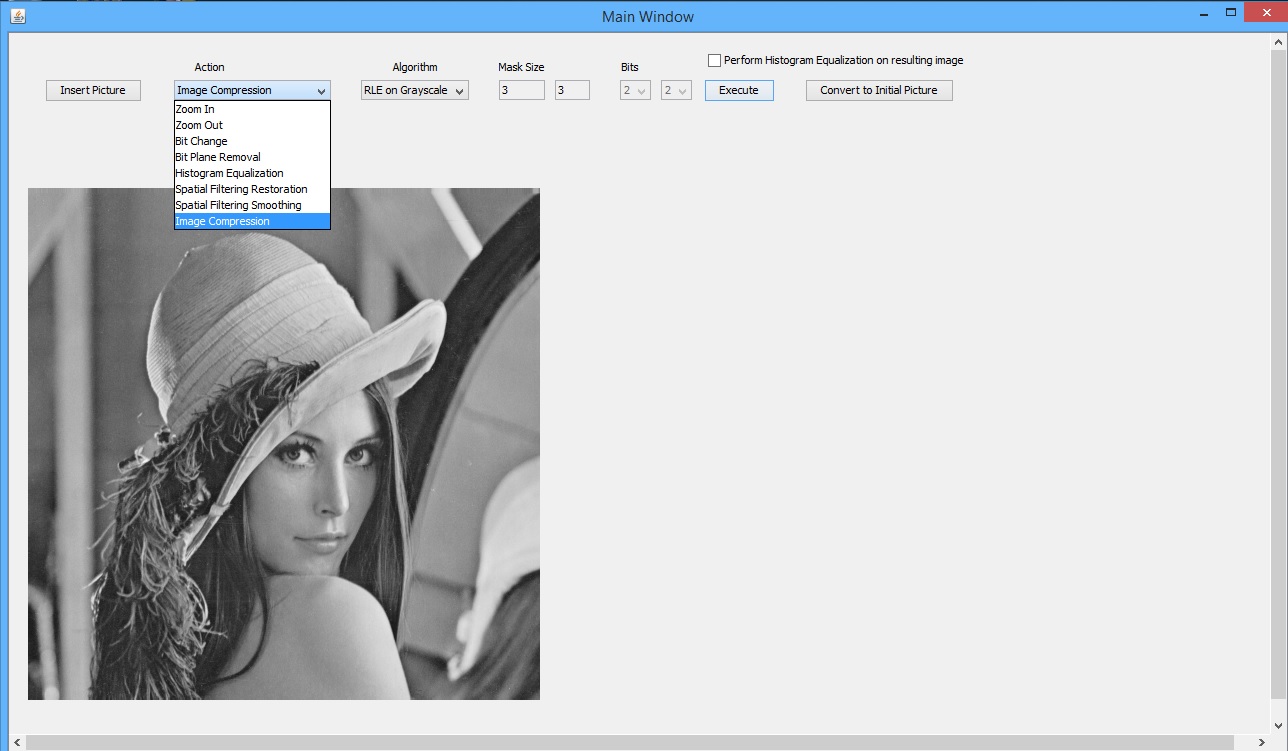 Main Window
Perform Histogram Equalization on resulting image
Action Algorithm Mask Size Bits
Insert Picture Image Compression RLE on Grayscale 3 3 2 2 Execute Convert to Initial Picture
Zoom In
Zoom Out
Bit Change
Bit Plane Removal
Histogram Equalization
Spatial Filtering Restoration
Spatial Filtering Smoothing
Image Compression